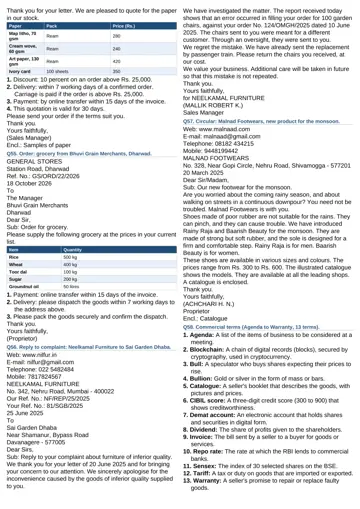 Thank you for your letter. We are pleased to quote for the paper
in our stock.
Paper Pack Price (Rs.)
Map litho, 70 gsm Ream 280
Cream wove, 60 gsm Ream 240
Art paper, 130 gsm Ream 420
Ivory card 100 sheets 350
1. Discount: 10 percent on an order above Rs. 25,000.
2. Delivery: within 7 working days of a confirmed order.
Carriage is paid if the order is above Rs. 25,000.
3. Payment: by online transfer within 15 days of the invoice.
4. This quotation is valid for 30 days.
Please send your order if the terms suit you.
Thank you.
Yours faithfully,
(Sales Manager)
Encl.: Samples of paper
Q55. Order: grocery from Bhuvi Grain Merchants, Dharwad.
GENERAL STORES
Station Road, Dharwad
Ref. No.: GS/ORD/22/2026
18 October 2026
To
The Manager
Bhuvi Grain Merchants
Dharwad
Dear Sir,
Sub: Order for grocery.
Please supply the following grocery at the prices in your current
list.
Item Quantity
Rice 500 kg
Wheat 400 kg
Toor dal 100 kg
Sugar 200 kg
Groundnut oil 50 litres
1. Payment: online transfer within 15 days of the invoice.
2. Delivery: please dispatch the goods within 7 working days to
the address above.
3. Please pack the goods securely and confirm the dispatch.
Thank you.
Yours faithfully,
(Proprietor)
Q56. Reply to complaint: Neelkamal Furniture to Sai Garden Dhaba.
Web: www.nilfur.in
E-mail: nilfur@gmail.com
Telephone: 022 5482484
Mobile: 7817824567
NEELKAMAL FURNITURE
No. 342, Nehru Road, Mumbai - 400022
Our Ref. No.: NF/REP/25/2025
Your Ref. No.: 81/SGB/2025
25 June 2025
To
Sai Garden Dhaba
Near Shamanur, Bypass Road
Davanagere - 577005
Dear Sirs,
Sub: Reply to your complaint about furniture of inferior quality.
We thank you for your letter of 20 June 2025 and for bringing
your concern to our attention. We sincerely apologise for the
inconvenience caused by the goods of inferior quality supplied
to you.
We have investigated the matter. The report received today
shows that an error occurred in filling your order for 100 garden
chairs, against your order No. 124/OMGH/2025 dated 10 June
2025. The chairs sent to you were meant for a different
customer. Through an oversight, they were sent to you.
We regret the mistake. We have already sent the replacement
by passenger train. Please return the chairs you received, at
our cost.
We value your business. Additional care will be taken in future
so that this mistake is not repeated.
Thank you.
Yours faithfully,
for NEELKAMAL FURNITURE
(MALLIK ROBERT K.)
Sales Manager
Q57. Circular: Malnad Footwear, new product for the monsoon.
Web: www.malnaad.com
E-mail: malnaad@gmail.com
Telephone: 08182 434215
Mobile: 9448199442
MALNAD FOOTWEARS
No. 328, Near Gopi Circle, Nehru Road, Shivamogga - 577201
20 March 2025
Dear Sir/Madam,
Sub: Our new footwear for the monsoon.
Are you worried about the coming rainy season, and about
walking on streets in a continuous downpour? You need not be
troubled. Malnad Footwears is with you.
Shoes made of poor rubber are not suitable for the rains. They
can pinch, and they can cause trouble. We have introduced
Rainy Raja and Baarish Beauty for the monsoon. They are
made of strong but soft rubber, and the sole is designed for a
firm and comfortable step. Rainy Raja is for men. Baarish
Beauty is for women.
These shoes are available in various sizes and colours. The
prices range from Rs. 300 to Rs. 600. The illustrated catalogue
shows the models. They are available at all the leading shops.
A catalogue is enclosed.
Thank you.
Yours faithfully,
(ACHCHARI H. N.)
Proprietor
Encl.: Catalogue
Q58. Commercial terms (Agenda to Warranty, 13 terms).
1. Agenda: A list of the items of business to be considered at a
meeting.
2. Blockchain: A chain of digital records (blocks), secured by
cryptography, used in cryptocurrency.
3. Bull: A speculator who buys shares expecting their prices to
rise.
4. Bullion: Gold or silver in the form of mass or bars.
5. Catalogue: A seller's booklet that describes the goods, with
pictures and prices.
6. CIBIL score: A three-digit credit score (300 to 900) that
shows creditworthiness.
7. Demat account: An electronic account that holds shares
and securities in digital form.
8. Dividend: The share of profits given to the shareholders.
9. Invoice: The bill sent by a seller to a buyer for goods or
services.
10. Repo rate: The rate at which the RBI lends to commercial
banks.
11. Sensex: The index of 30 selected shares on the BSE.
12. Tariff: A tax or duty on goods that are imported or exported.
13. Warranty: A seller's promise to repair or replace faulty
goods.